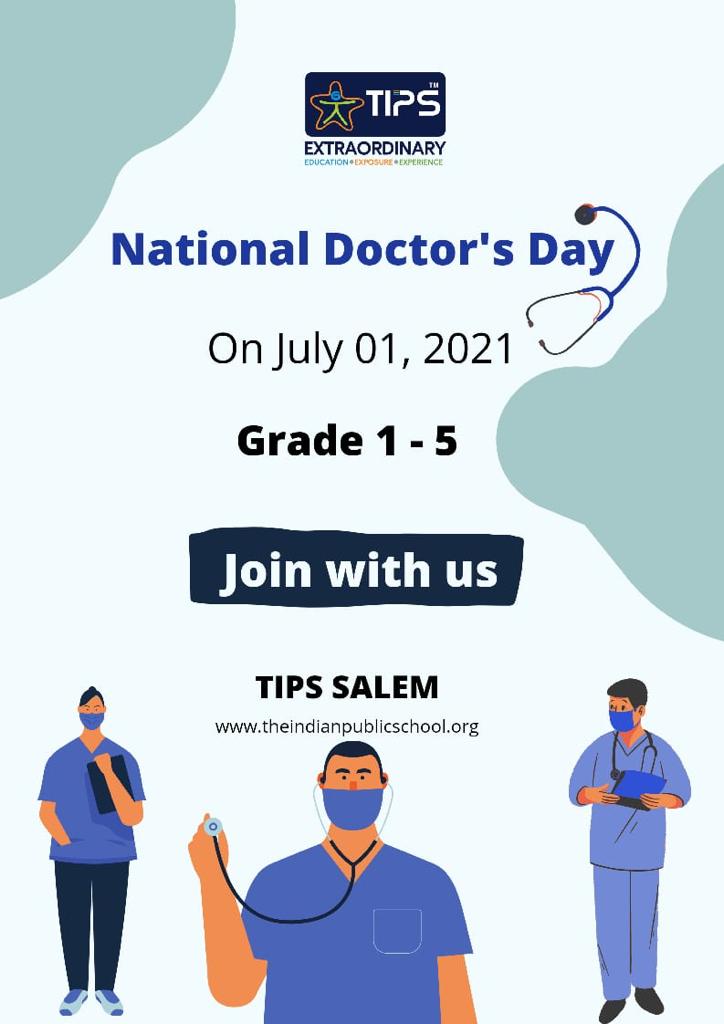 TIPS™
EXTRAORDINARY
EDUCATION • EXPOSURE • EXPERIENCE
National Doctor's Day
On July 01, 2021
Grade 1 - 5
Join with us
TIPS SALEM
www.theindianpublicschool.org